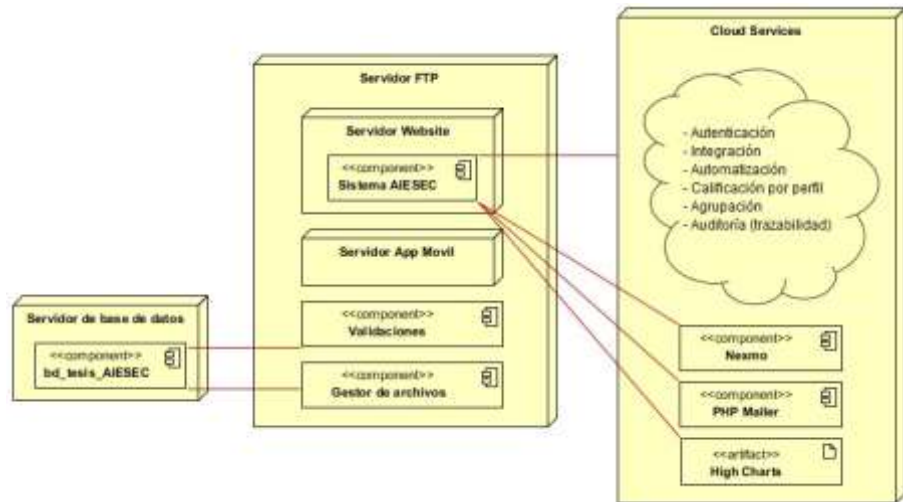 Cloud Services
- Autenticación
- Integración
- Automatización
- Calificación por perfil
- Agrupación
- Auditoría (trazabilidad)
<<component>>
Nexmo
<<component>>
PHP Mailer
<<artifact>>
High Charts
Servidor FTP
Servidor Website
<<component>>
Sistema AIESEC
Servidor App Movil
<<component>>
Validaciones
<<component>>
Gestor de archivos
Servidor de base de datos
<<component>>
bd_tesis_AIESEC